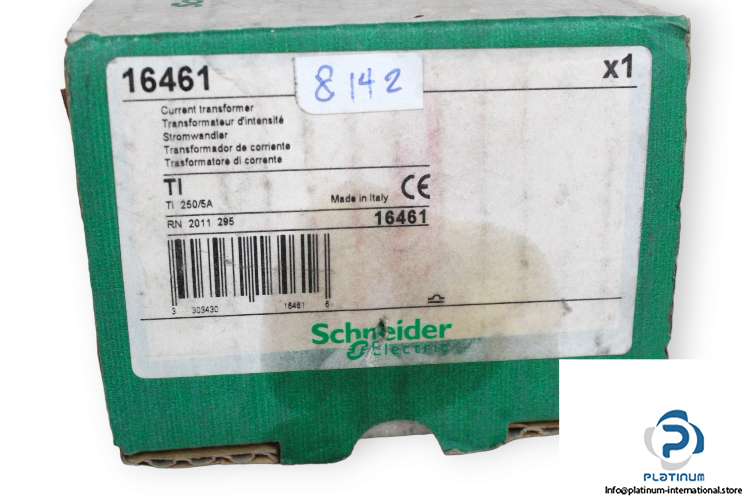 16461
8142
x1
Current transformer
Transformateur d'intensité
Stromwandler
Transformador de corriente
Trasformatore di corrente
TI
TI 250/5A
Made in Italy
CE
RN 2011 295
16461
3 303430 16461 6
Schneider
Electric
PLATINUM
Info@platinum-international.store